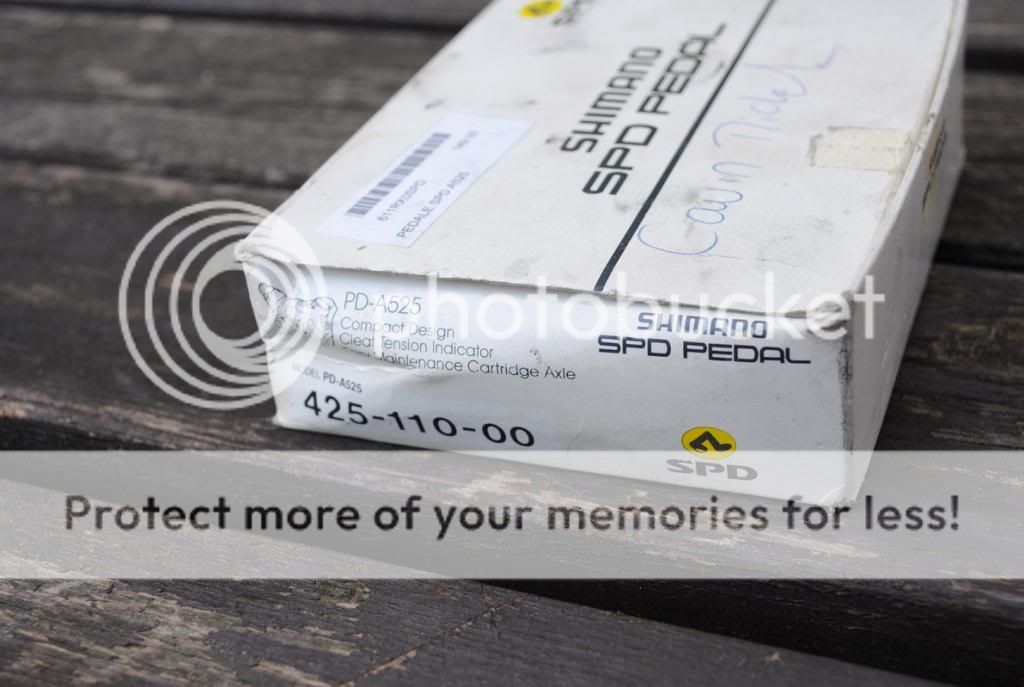 SHIMANO
SPD PEDAL
PEDALE SPD A525
PD-A525
Compact Design
Cleat Tension Indicator
Maintenance Cartridge Axle
MODEL PD-A525
425-110-00
SHIMANO
SPD PEDAL
SPD
photobucket
Protect more of your memories for less!